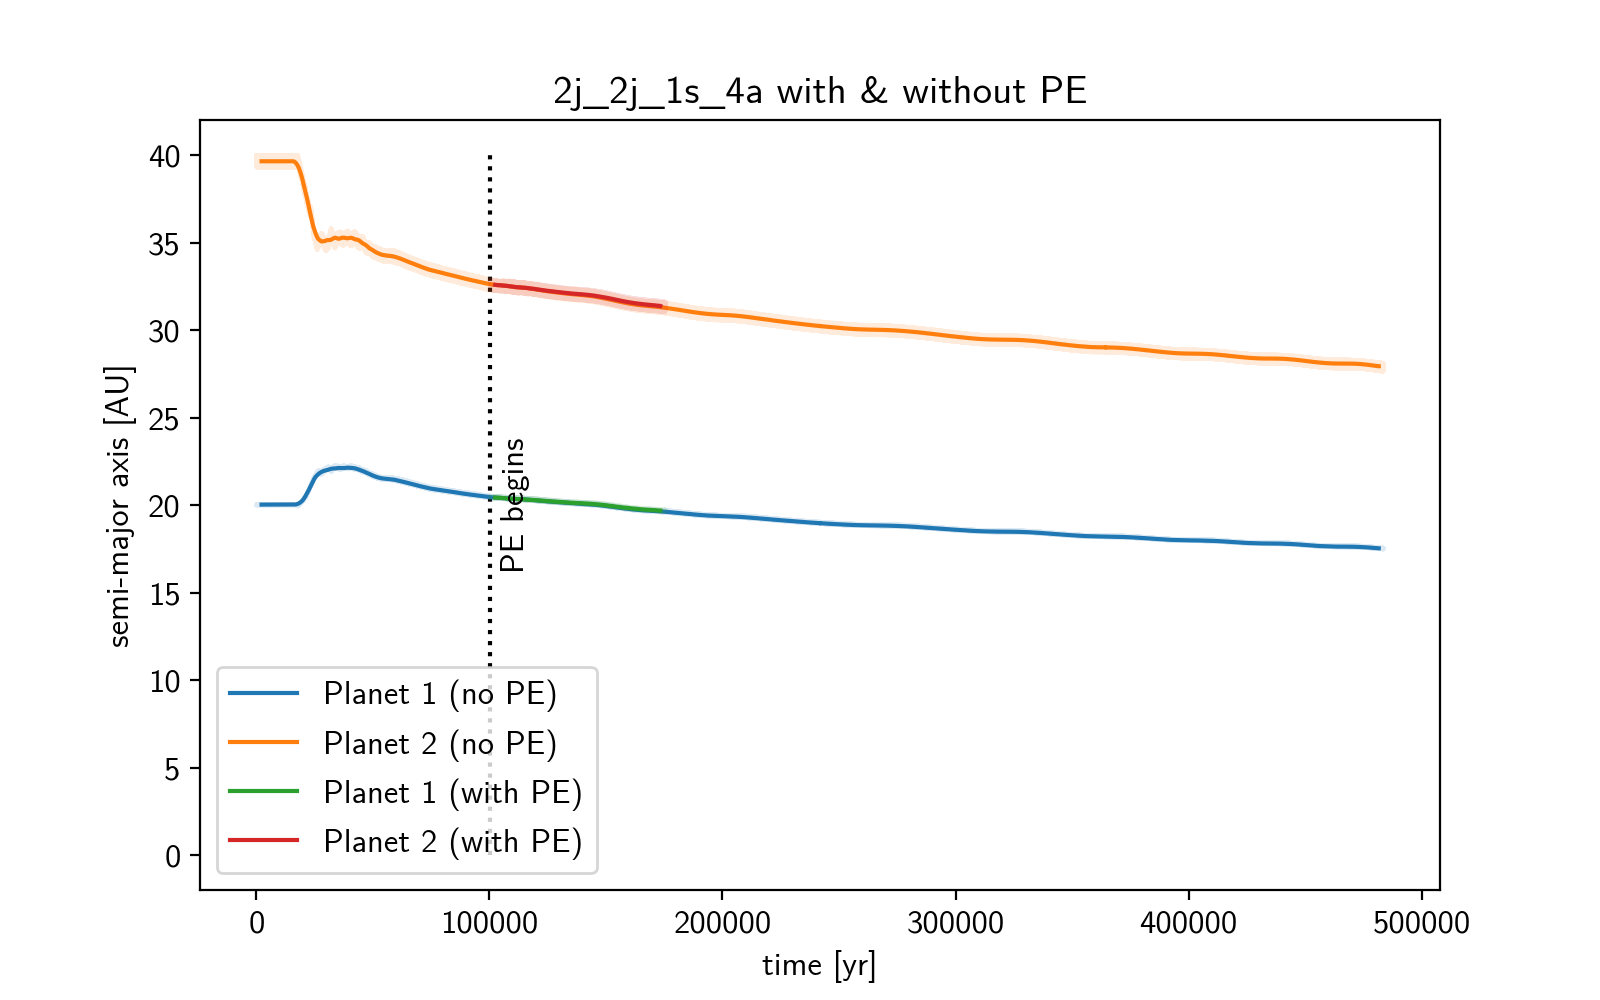 2j_2j_1s_4a with & without PE
semi-major axis [AU]
40
35
30
25
20
15
10
5
0
PE begins
Planet 1 (no PE)
Planet 2 (no PE)
Planet 1 (with PE)
Planet 2 (with PE)
0 100000 200000 300000 400000 500000
time [yr]